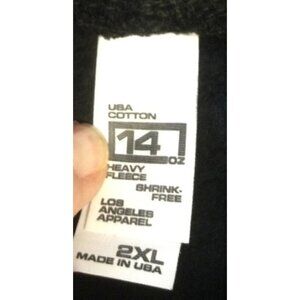 USA
COTTON
14
OZ
HEAVY
FLEECE
SHRINK-
FREE
LOS
ANGELES
APPAREL
2XL
MADE IN USA